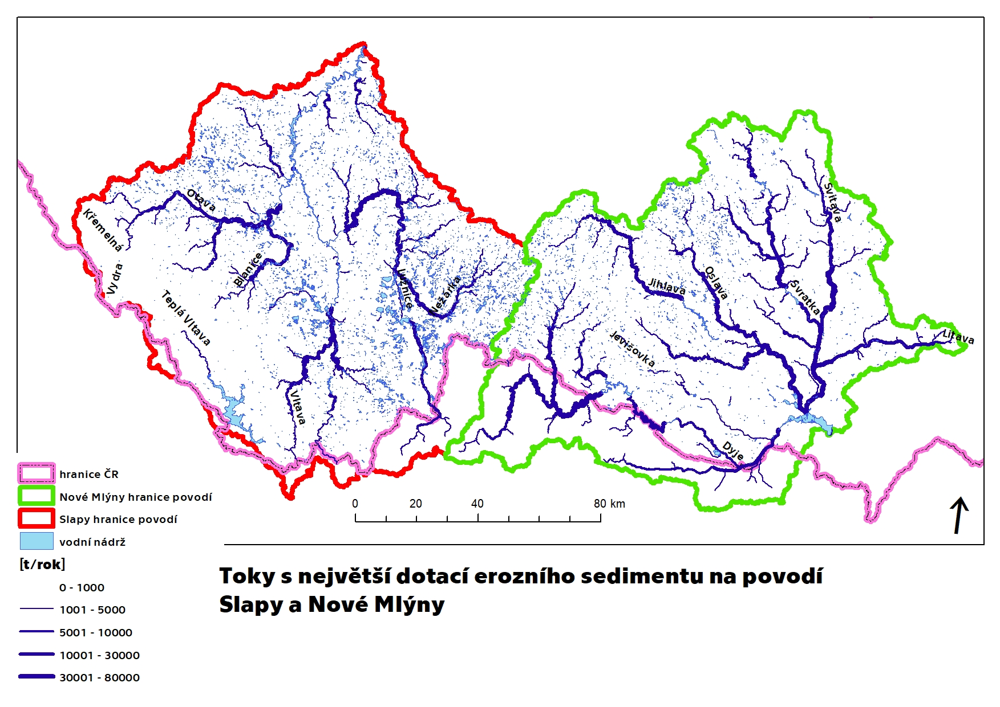 Otava
Křemelná
Vydra
Blanice
Teplá Vltava
Vltava
Lužnice
Nežárka
Jihlava
Oslava
Svratka
Svitava
Litava
Jevišovka
Dyje
0 20 40 80 km
hranice ČR
Nové Mlýny hranice povodí
Slapy hranice povodí
vodní nádrž
[t/rok]
0 - 1000
1001 - 5000
5001 - 10000
10001 - 30000
30001 - 80000
Toky s největší dotací erozního sedimentu na povodí
Slapy a Nové Mlýny